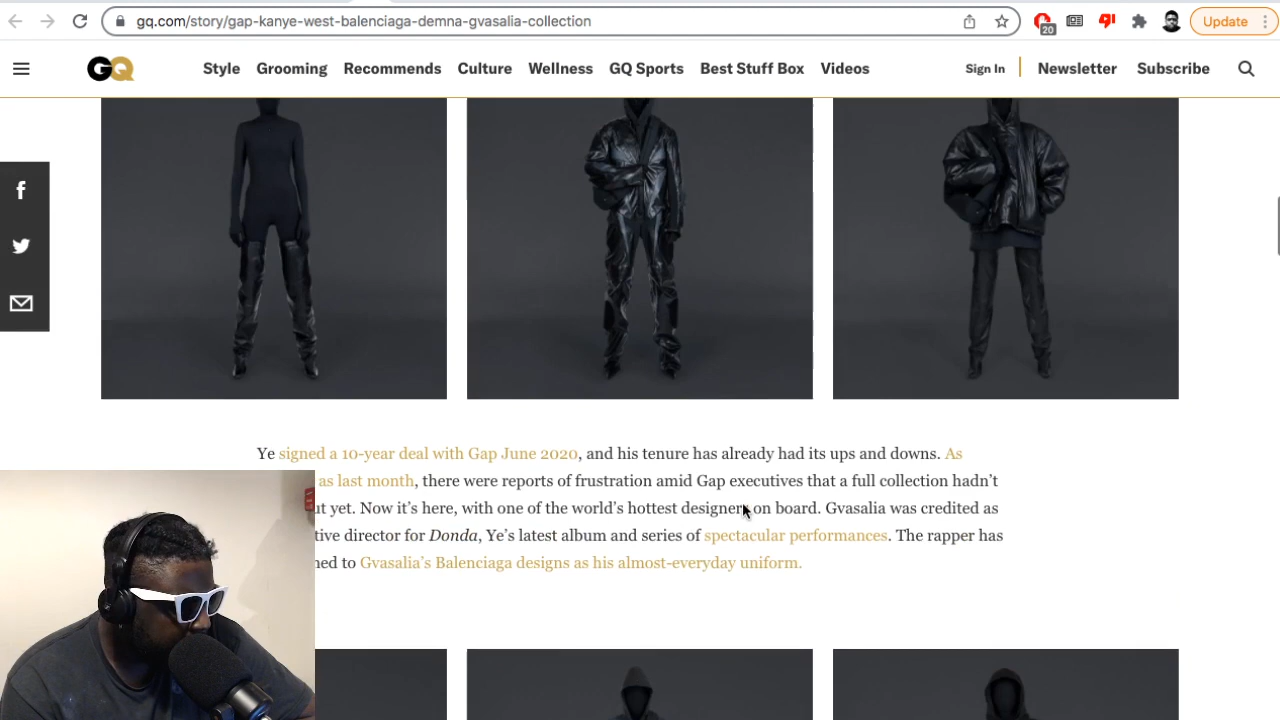 gq.com/story/gap-kanye-west-balenciaga-demna-gvasalia-collection
20
Update
GQ
Style Grooming Recommends Culture Wellness GQ Sports Best Stuff Box Videos
Sign In Newsletter Subscribe
Ye signed a 10-year deal with Gap June 2020, and his tenure has already had its ups and downs. As
as last month, there were reports of frustration amid Gap executives that a full collection hadn't
yet. Now it's here, with one of the world's hottest designers on board. Gvasalia was credited as
director for Donda, Ye's latest album and series of spectacular performances. The rapper has
to Gvasalia's Balenciaga designs as his almost-everyday uniform.